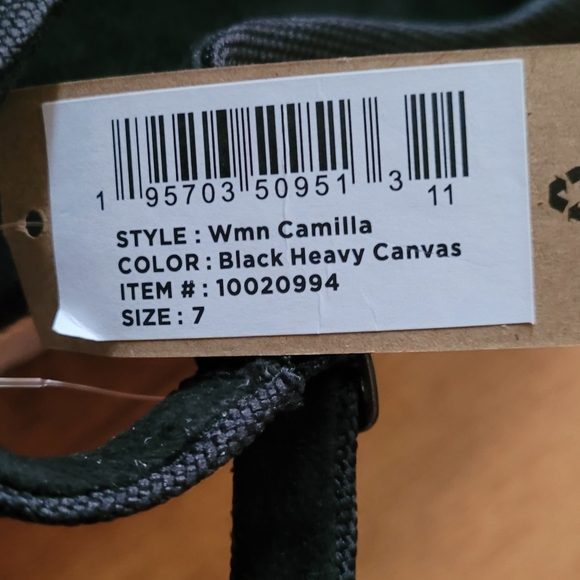 1 95703 50951 3 11
STYLE : Wmn Camilla
COLOR : Black Heavy Canvas
ITEM # : 10020994
SIZE : 7